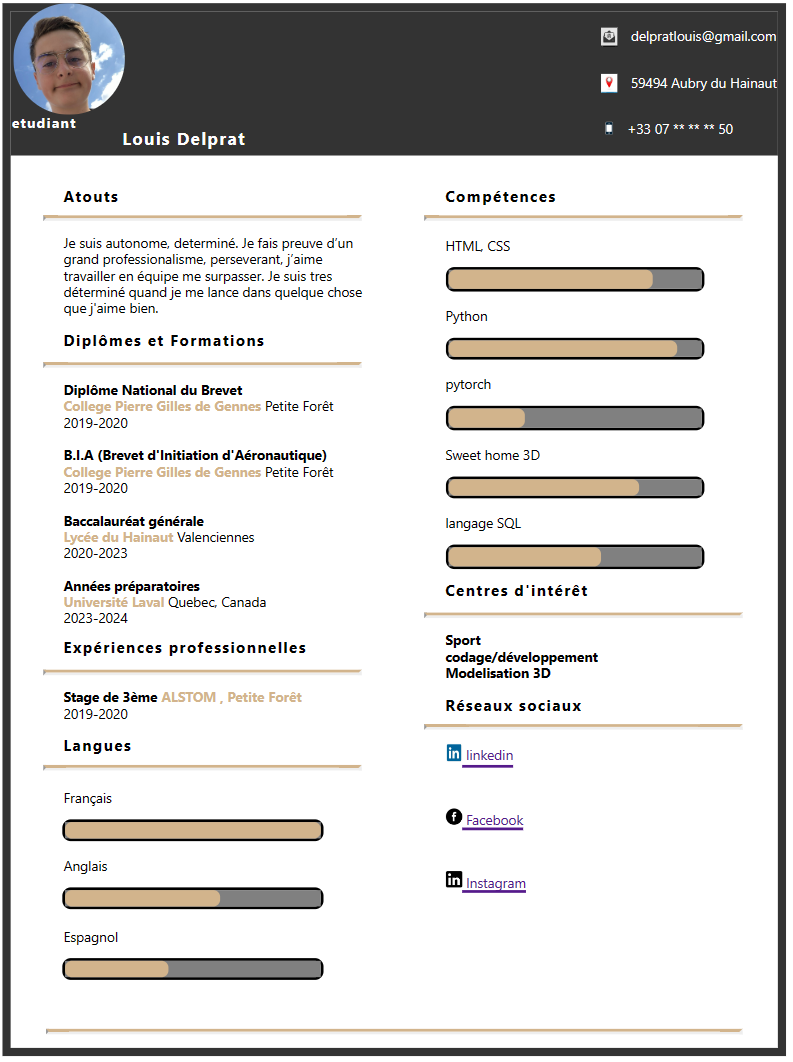 delpratlouis@gmail.com
59494 Aubry du Hainaut
etudiant
+33 07 ** ** ** 50
Louis Delprat
Atouts
Je suis autonome, determiné. Je fais preuve d’un
grand professionalisme, perseverant, j’aime
travailler en équipe me surpasser. Je suis tres
déterminé quand je me lance dans quelque chose
que j'aime bien.
Diplômes et Formations
Diplôme National du Brevet
College Pierre Gilles de Gennes Petite Forêt
2019-2020
B.I.A (Brevet d'Initiation d'Aéronautique)
College Pierre Gilles de Gennes Petite Forêt
2019-2020
Baccalauréat générale
Lycée du Hainaut Valenciennes
2020-2023
Années préparatoires
Université Laval Quebec, Canada
2023-2024
Expériences professionnelles
Stage de 3ème ALSTOM , Petite Forêt
2019-2020
Langues
Français
Anglais
Espagnol
Compétences
HTML, CSS
Python
pytorch
Sweet home 3D
langage SQL
Centres d'intérêt
Sport
codage/développement
Modelisation 3D
Réseaux sociaux
linkedin
Facebook
Instagram